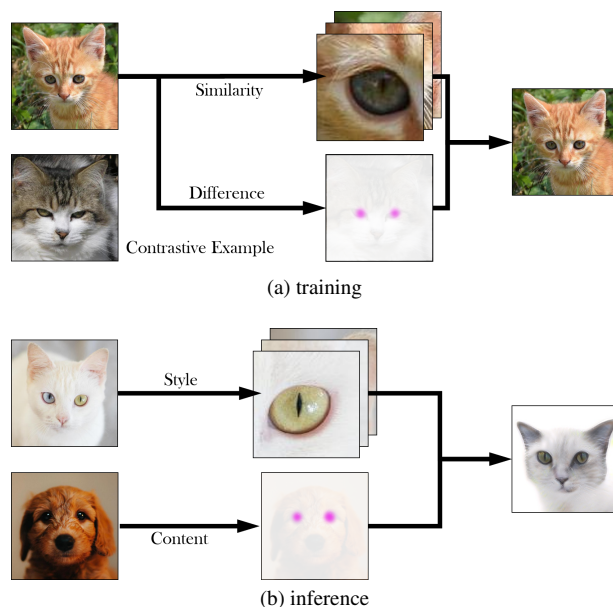 Similarity
Difference
Contrastive Example
(a) training
Style
Content
(b) inference